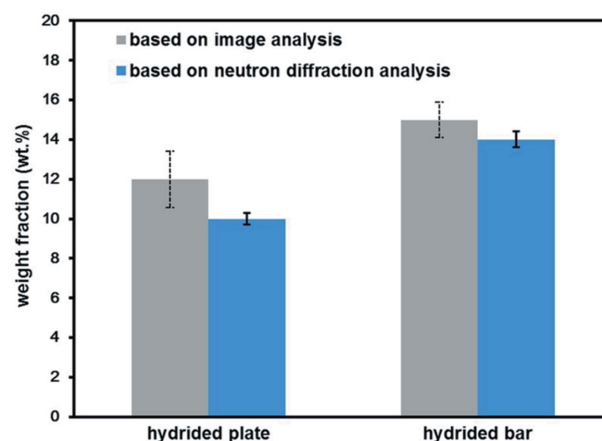 20
18
16
14
12
10
8
6
4
2
0
weight fraction (wt.%)
based on image analysis
based on neutron diffraction analysis
hydrided plate hydrided bar